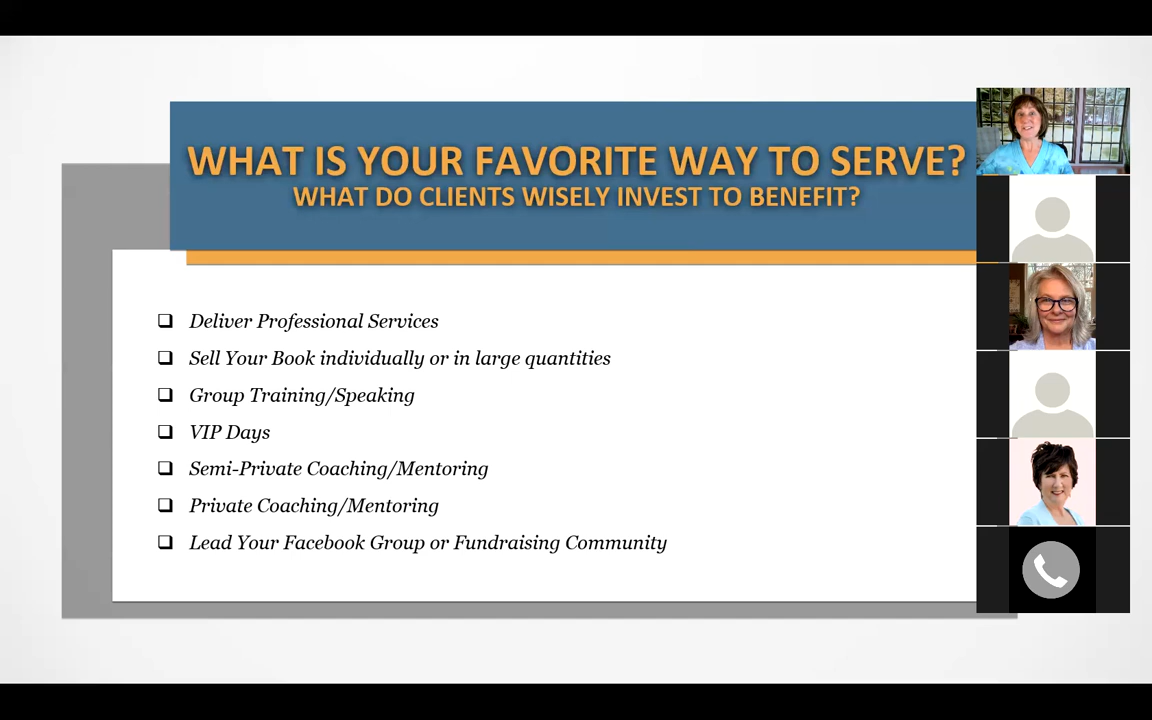 WHAT IS YOUR FAVORITE WAY TO SERVE?
WHAT DO CLIENTS WISELY INVEST TO BENEFIT?
Deliver Professional Services
Sell Your Book individually or in large quantities
Group Training/Speaking
VIP Days
Semi-Private Coaching/Mentoring
Private Coaching/Mentoring
Lead Your Facebook Group or Fundraising Community